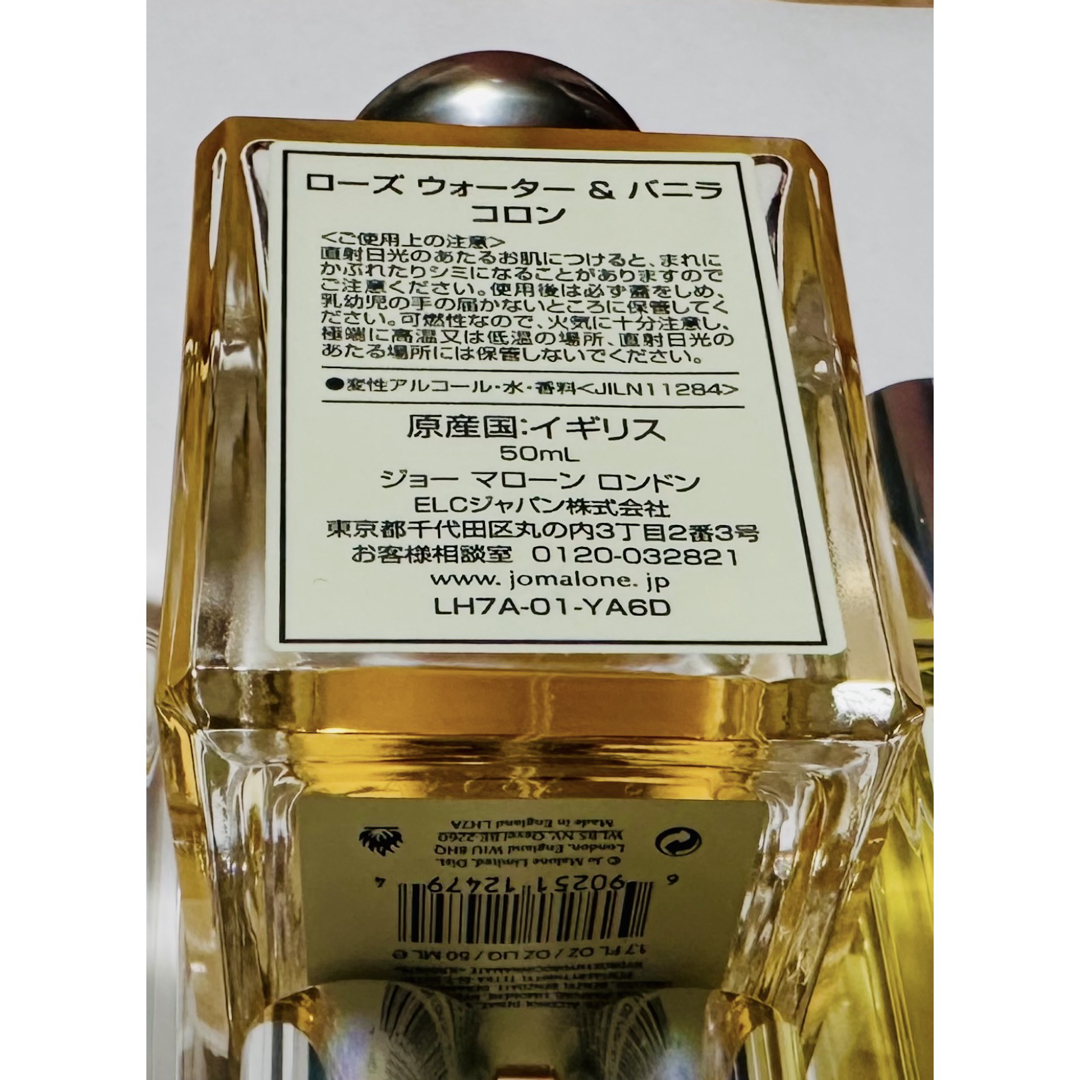 ローズ ウォーター & バニラ
コロン
<ご使用上の注意>
直射日光のあたるお肌につけると、まれに
かぶれたりシミになることがありますので
ご注意ください。使用後は必ず蓋をしめ、
乳幼児の手の届かないところに保管してく
ださい。可燃性なので、火気に十分注意し、
極端に高温又は低温の場所、直射日光の
あたる場所には保管しないでください。
●変性アルコール・水・香料<JILN11284>
原産国:イギリス
50mL
ジョー マローン ロンドン
ELCジャパン株式会社
東京都千代田区丸の内3丁目2番3号
お客様相談室 0120-032821
www.jomalone.jp
LH7A-01-YA6D
1.7 FL OZ / OZ LIQ / 50 ML e
6 90251 12479 4
© Jo Malone Limited, Dist.
London, England W1U 8HQ
WLBS NV, Oevel BE-2260
Made in England LH7A